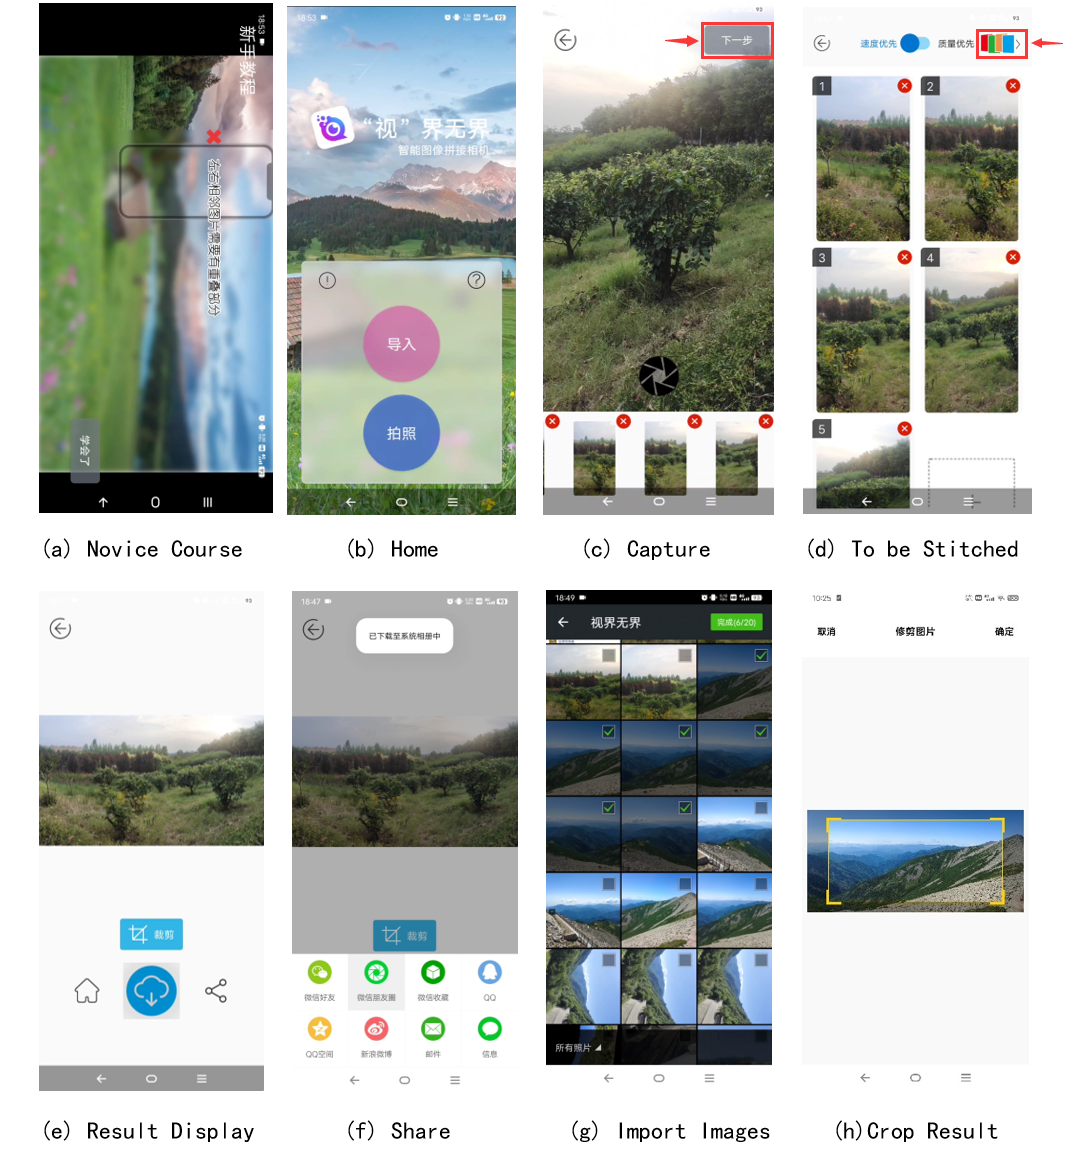 18:53
新手教程
左右相邻图片需要有重叠部分
学会了
(a) Novice Course
18:53
“视”界无界
智能图像拼接相机
导入
拍照
(b) Home
93
下一步
(c) Capture
93
速度优先
质量优先
1
2
3
4
5
(d) To be Stitched
93
裁剪
(e) Result Display
18:47
已下载至系统相册中
裁剪
微信好友
微信朋友圈
微信收藏
QQ
QQ空间
新浪微博
邮件
信息
(f) Share
18:49
视界无界
完成(6/20)
所有照片
(g) Import Images
10:25
取消
修剪图片
确定
(h)Crop Result